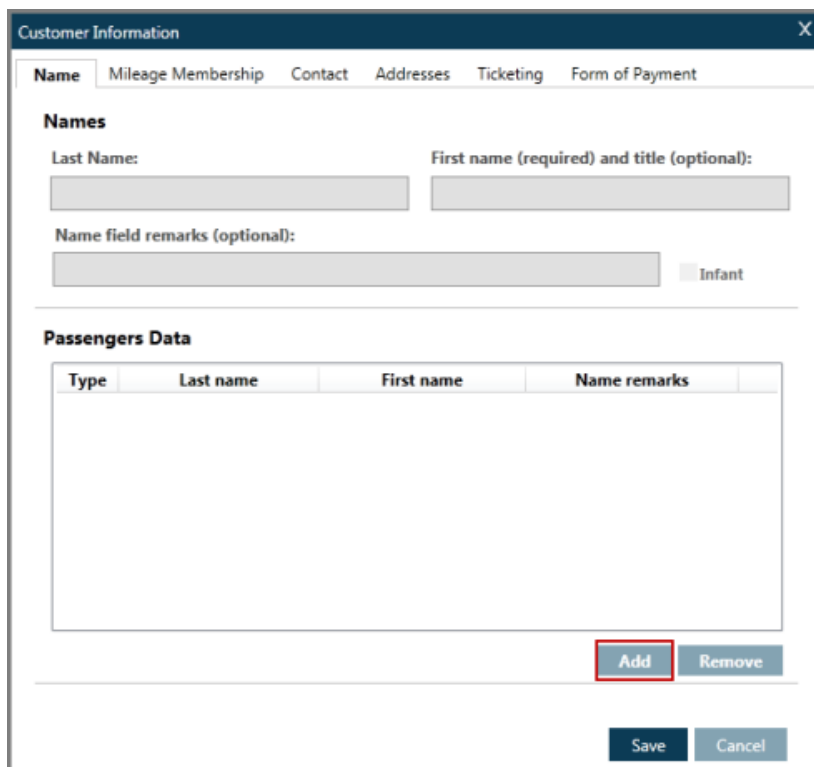 Customer Information X
Name Mileage Membership Contact Addresses Ticketing Form of Payment
Names
Last Name: First name (required) and title (optional):
Name field remarks (optional):
Infant
Passengers Data
Type Last name First name Name remarks
Add Remove
Save Cancel